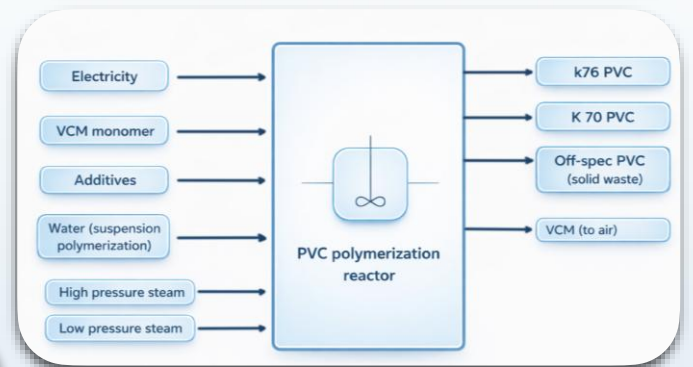 Electricity
VCM monomer
Additives
Water (suspension
polymerization)
High pressure steam
Low pressure steam
PVC polymerization
reactor
k76 PVC
K 70 PVC
Off-spec PVC
(solid waste)
VCM (to air)